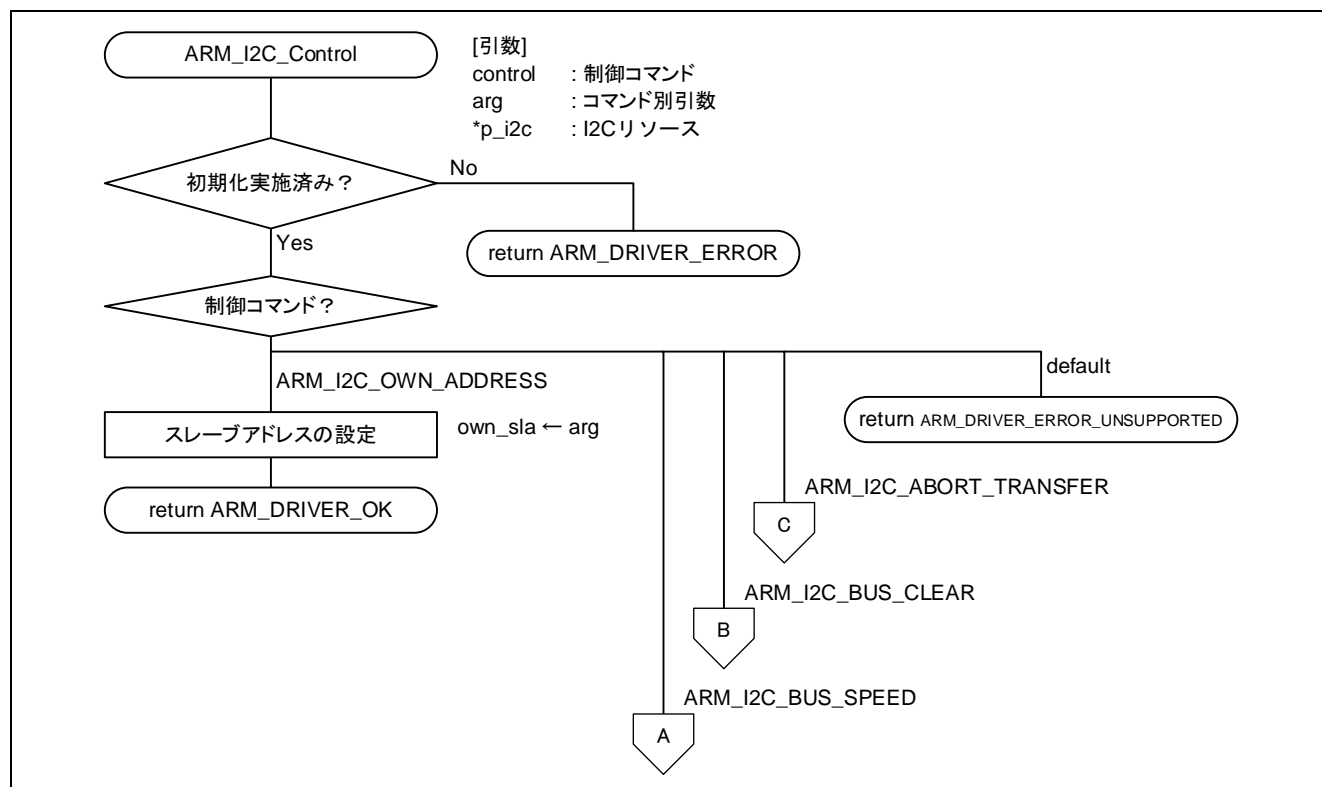 ARM_I2C_Control
[引数]
control : 制御コマンド
arg : コマンド別引数
*p_i2c : I2Cリソース
初期化実施済み？
No
Yes
return ARM_DRIVER_ERROR
制御コマンド？
default
ARM_I2C_OWN_ADDRESS
return ARM_DRIVER_ERROR_UNSUPPORTED
スレーブアドレスの設定
own_sla ← arg
ARM_I2C_ABORT_TRANSFER
return ARM_DRIVER_OK
C
ARM_I2C_BUS_CLEAR
B
ARM_I2C_BUS_SPEED
A